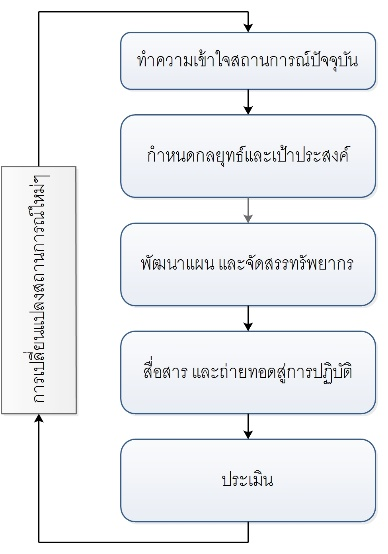 ทำความเข้าใจสถานการณ์ปัจจุบัน
กำหนดกลยุทธ์และเป้าประสงค์
พัฒนาแผน และจัดสรรทรัพยากร
สื่อสาร และถ่ายทอดสู่การปฏิบัติ
ประเมิน
การเปลี่ยนแปลงสถานการณ์ใหม่ๆ